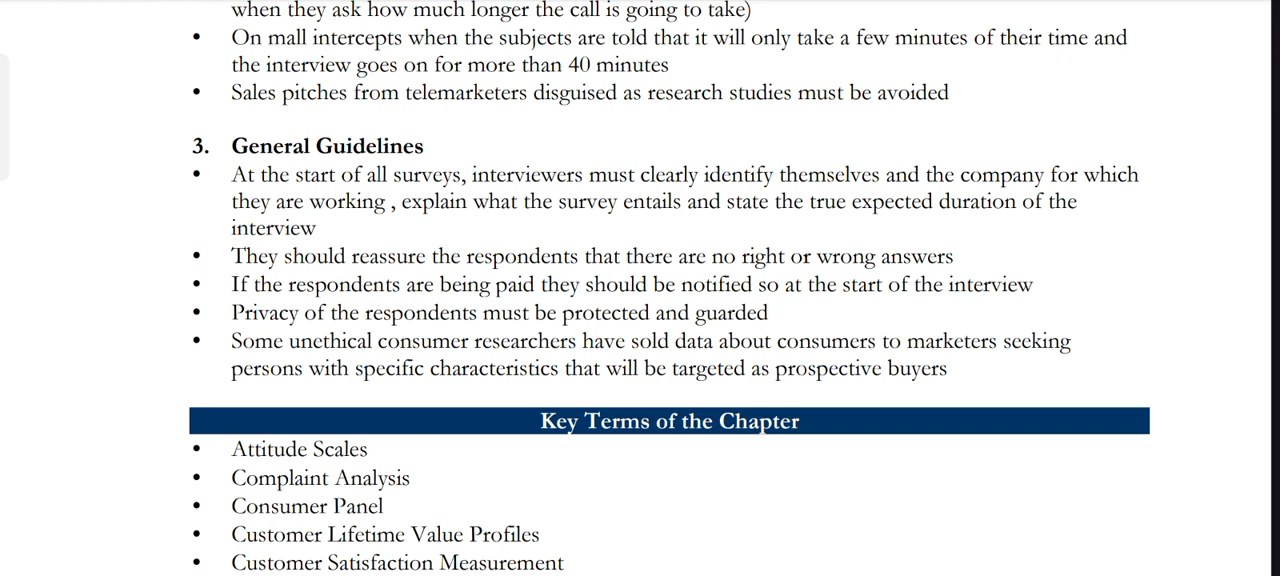 when they ask how much longer the call is going to take)
• On mall intercepts when the subjects are told that it will only take a few minutes of their time and
the interview goes on for more than 40 minutes
• Sales pitches from telemarketers disguised as research studies must be avoided
3. General Guidelines
• At the start of all surveys, interviewers must clearly identify themselves and the company for which
they are working , explain what the survey entails and state the true expected duration of the
interview
• They should reassure the respondents that there are no right or wrong answers
• If the respondents are being paid they should be notified so at the start of the interview
• Privacy of the respondents must be protected and guarded
• Some unethical consumer researchers have sold data about consumers to marketers seeking
persons with specific characteristics that will be targeted as prospective buyers
Key Terms of the Chapter
• Attitude Scales
• Complaint Analysis
• Consumer Panel
• Customer Lifetime Value Profiles
• Customer Satisfaction Measurement